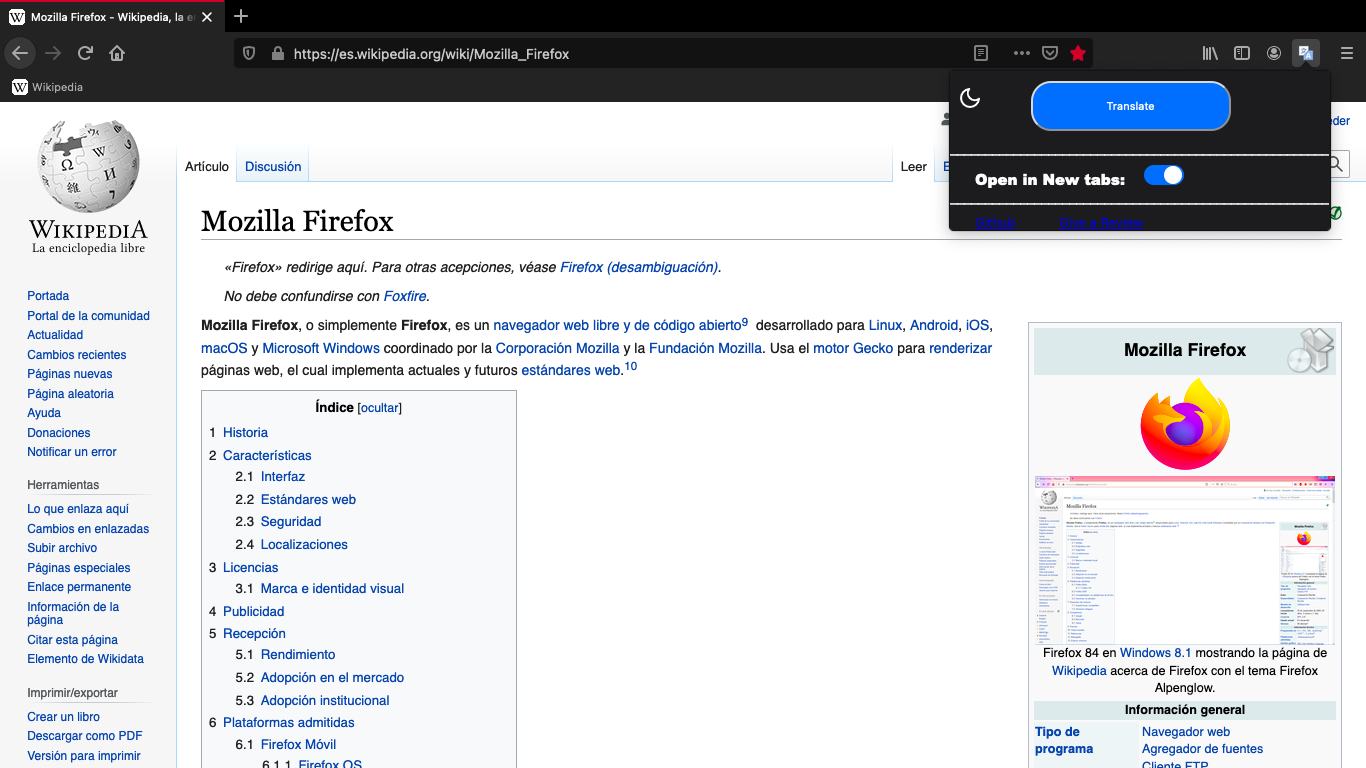 Mozilla Firefox - Wikipedia, la e
https://es.wikipedia.org/wiki/Mozilla_Firefox
Wikipedia
Translate
Open in New tabs:
Github
Give a Review
eder
WIKIPEDIA
La enciclopedia libre
Portada
Portal de la comunidad
Actualidad
Cambios recientes
Páginas nuevas
Página aleatoria
Ayuda
Donaciones
Notificar un error
Herramientas
Lo que enlaza aquí
Cambios en enlazadas
Subir archivo
Páginas especiales
Enlace permanente
Información de la
página
Citar esta página
Elemento de Wikidata
Imprimir/exportar
Crear un libro
Descargar como PDF
Versión para imprimir
Artículo Discusión
Leer E
Mozilla Firefox
«Firefox» redirige aquí. Para otras acepciones, véase Firefox (desambiguación).
No debe confundirse con Foxfire.
Mozilla Firefox, o simplemente Firefox, es un navegador web libre y de código abierto9 desarrollado para Linux, Android, iOS,
macOS y Microsoft Windows coordinado por la Corporación Mozilla y la Fundación Mozilla. Usa el motor Gecko para renderizar
páginas web, el cual implementa actuales y futuros estándares web.10
Índice [ocultar]
1 Historia
2 Características
2.1 Interfaz
2.2 Estándares web
2.3 Seguridad
2.4 Localizaciones
3 Licencias
3.1 Marca e identidad visual
4 Publicidad
5 Recepción
5.1 Rendimiento
5.2 Adopción en el mercado
5.3 Adopción institucional
6 Plataformas admitidas
6.1 Firefox Móvil
6.1.1 Firefox OS
Mozilla Firefox
Firefox 84 en Windows 8.1 mostrando la página de
Wikipedia acerca de Firefox con el tema Firefox
Alpenglow.
Información general
Tipo de
programa
Navegador web
Agregador de fuentes
Cliente FTP